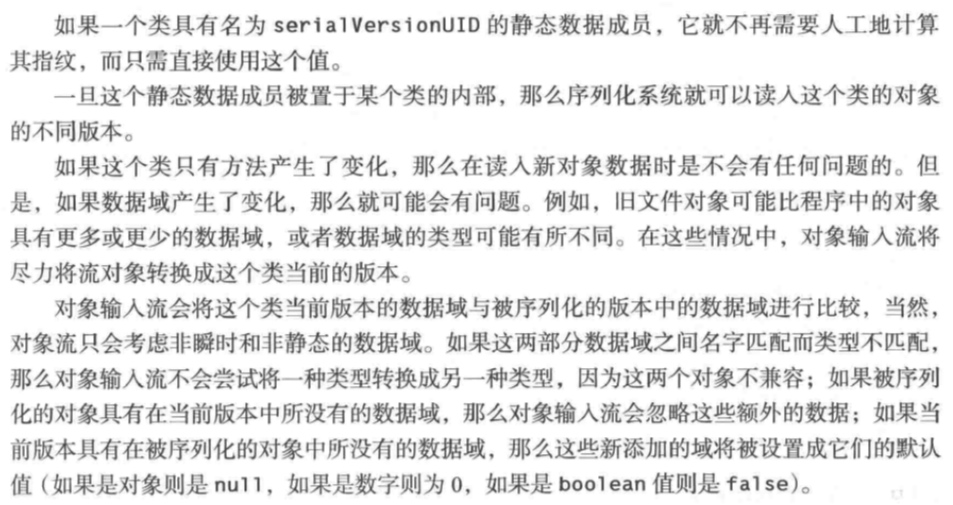 如果一个类具有名为 serialVersionUID 的静态数据成员，它就不再需要人工地计算
其指纹，而只需直接使用这个值。
一旦这个静态数据成员被置于某个类的内部，那么序列化系统就可以读入这个类的对象
的不同版本。
如果这个类只有方法产生了变化，那么在读入新对象数据时是不会有任何问题的。但
是，如果数据域产生了变化，那么就可能会有问题。例如，旧文件对象可能比程序中的对象
具有更多或更少的数据域，或者数据域的类型可能有所不同。在这些情况中，对象输入流将
尽力将流对象转换成这个类当前的版本。
对象输入流会将这个类当前版本的数据域与被序列化的版本中的数据域进行比较，当然，
对象流只会考虑非瞬时和非静态的数据域。如果这两部分数据域之间名字匹配而类型不匹配，
那么对象输入流不会尝试将一种类型转换成另一种类型，因为这两个对象不兼容；如果被序列
化的对象具有在当前版本中所没有的数据域，那么对象输入流会忽略这些额外的数据；如果当
前版本具有在被序列化的对象中所没有的数据域，那么这些新添加的域将被设置成它们的默认
值（如果是对象则是 null，如果是数字则为 0，如果是 boolean 值则是 false）。